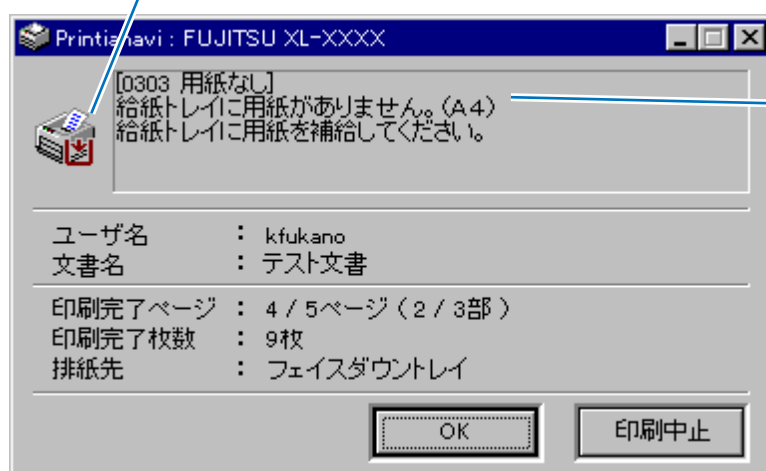 Printianavi : FUJITSU XL-XXXX
[0303 用紙なし]
給紙トレイに用紙がありません。(A4)
給紙トレイに用紙を補給してください。
ユーザ名 : kfukano
文書名 : テスト文書
印刷完了ページ : 4 / 5ページ ( 2 / 3部 )
印刷完了枚数 : 9枚
排紙先 : フェイスダウントレイ
OK 印刷中止